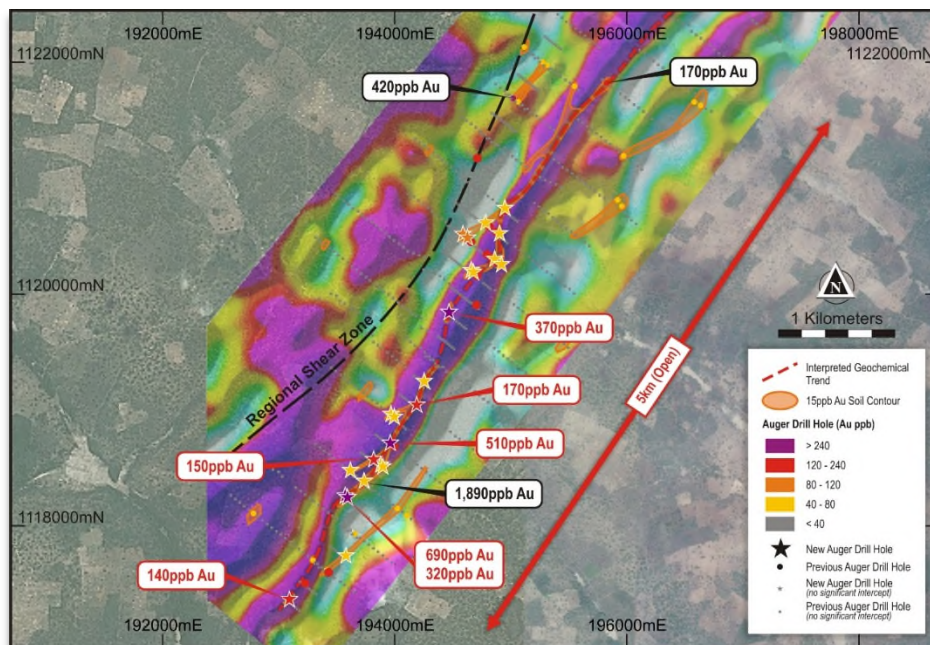 192000mE
194000mE
196000mE
198000mE
1122000mN
1122000mN
420ppb Au
170ppb Au
1120000mN
N
1 Kilometers
Regional Shear Zone
370ppb Au
5km (Open)
170ppb Au
510ppb Au
150ppb Au
1,890ppb Au
1118000mN
690ppb Au
320ppb Au
140ppb Au
192000mE
194000mE
196000mE
Interpreted Geochemical
Trend
15ppb Au Soil Contour
Auger Drill Hole (Au ppb)
> 240
120 - 240
80 - 120
40 - 80
< 40
New Auger Drill Hole
Previous Auger Drill Hole
New Auger Drill Hole
(no significant intercept)
Previous Auger Drill Hole
(no significant intercept)